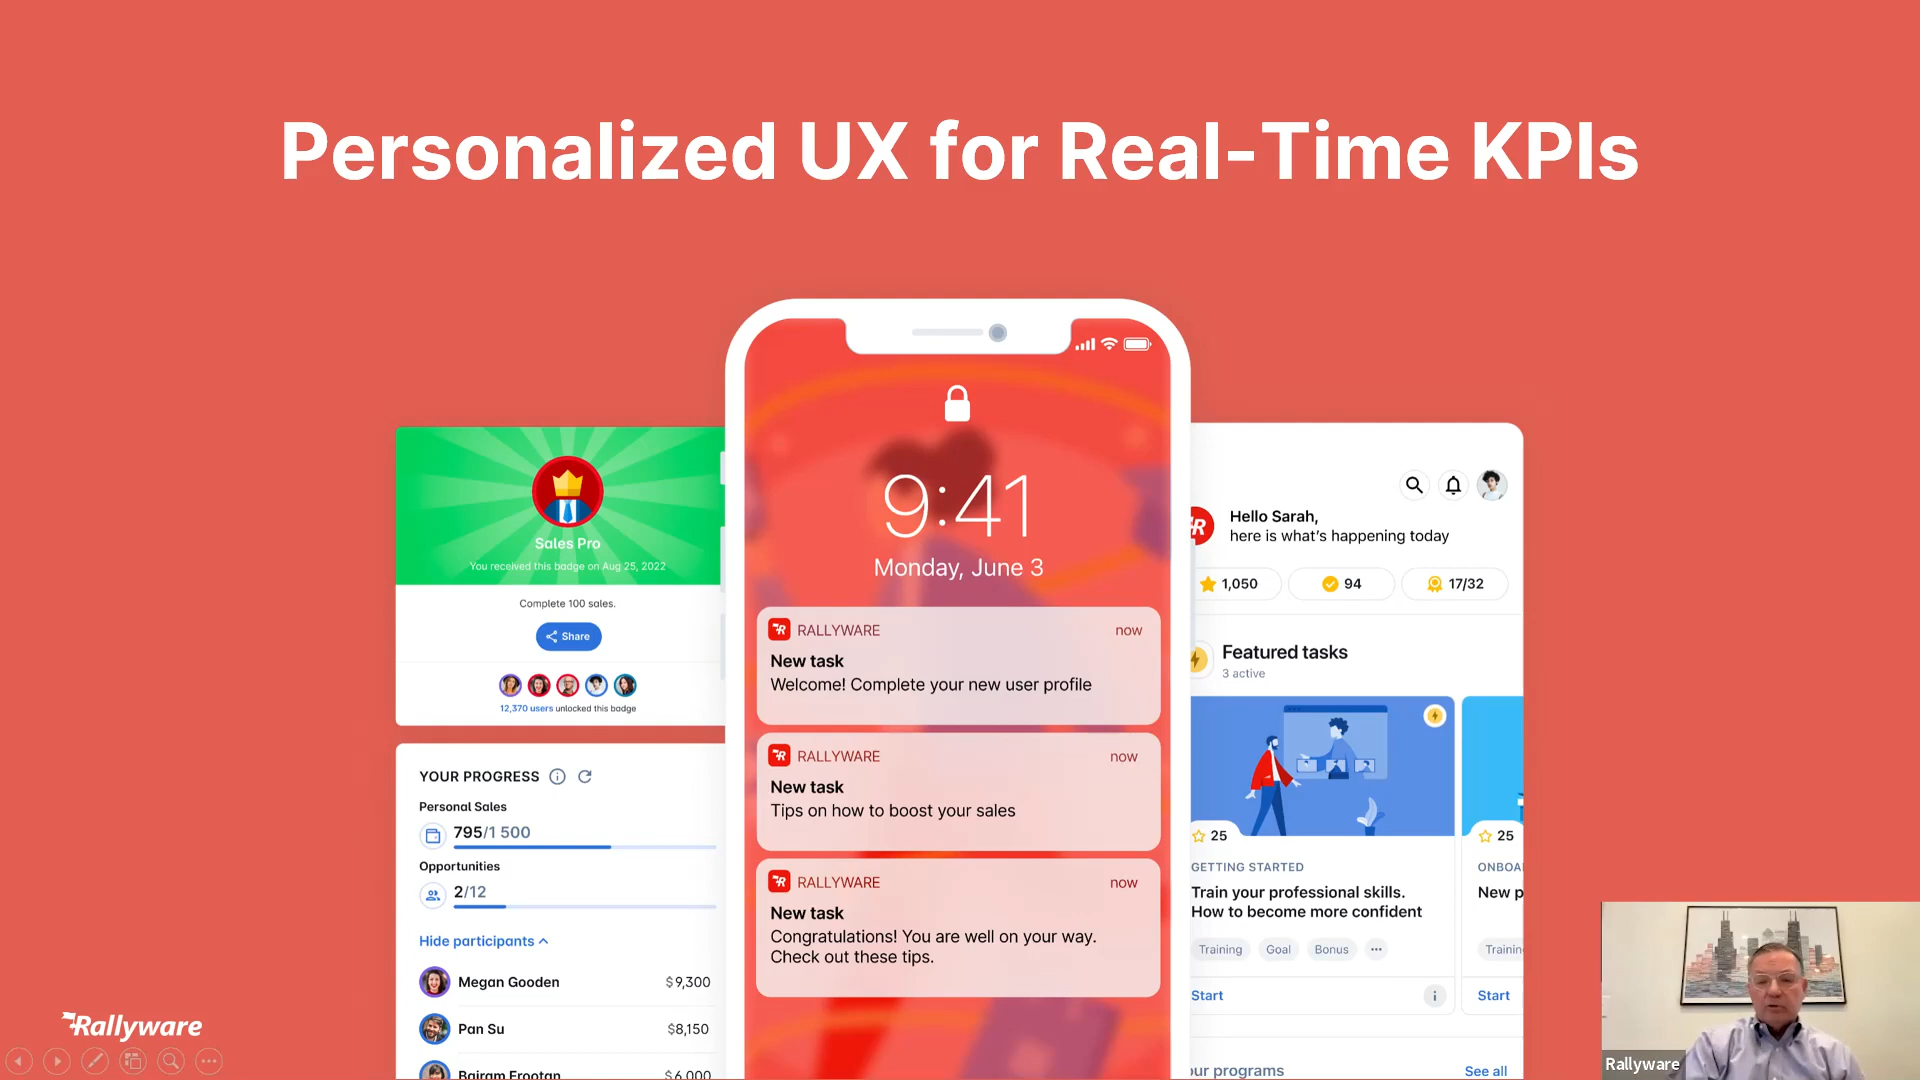 Personalized UX for Real-Time KPIs
Sales Pro
You received this badge on Aug 25, 2022
Complete 100 sales.
Share
12,370 users unlocked this badge
YOUR PROGRESS
Personal Sales
795/1 500
Opportunities
2/12
Hide participants
Megan Gooden $9,300
Pan Su $8,150
Bairam Frootan $6,000
9:41
Monday, June 3
RALLYWARE now
New task
Welcome! Complete your new user profile
RALLYWARE now
New task
Tips on how to boost your sales
RALLYWARE now
New task
Congratulations! You are well on your way.
Check out these tips.
Hello Sarah,
here is what's happening today
1,050 94 17/32
Featured tasks
3 active
25
GETTING STARTED
Train your professional skills.
How to become more confident
Training Goal Bonus
Start
25
ONBOA
New p
Trainin
Start
ur programs See all
Rallyware
Rallyware